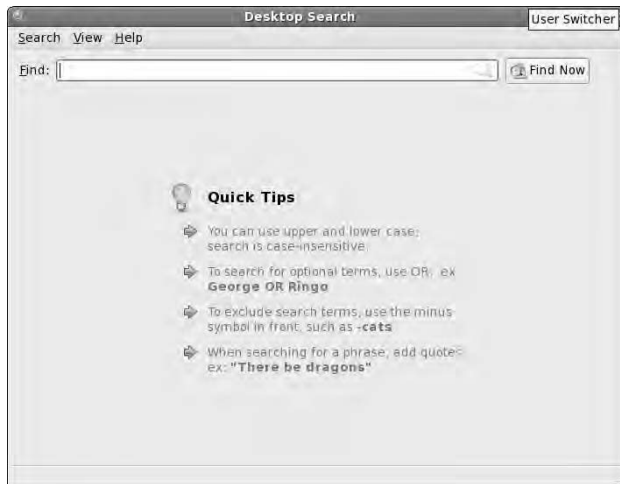 Desktop Search
User Switcher
Search View Help
Find:
Find Now
Quick Tips
You can use upper and lower case;
search is case-insensitive.
To search for optional terms, use OR. ex:
George OR Ringo
To exclude search terms, use the minus
symbol in front, such as -cats
When searching for a phrase, add quotes.
ex: "There be dragons"